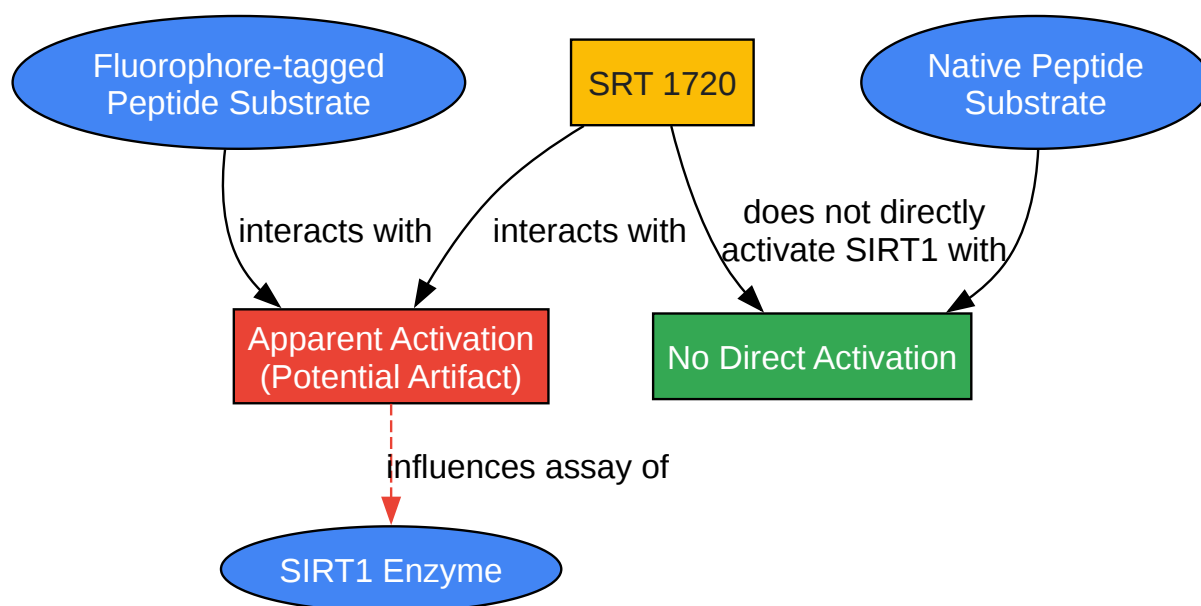 Fluorophore-tagged
Peptide Substrate
SRT 1720
Native Peptide
Substrate
interacts with
interacts with
does not directly
activate SIRT1 with
Apparent Activation
(Potential Artifact)
No Direct Activation
influences assay of
SIRT1 Enzyme